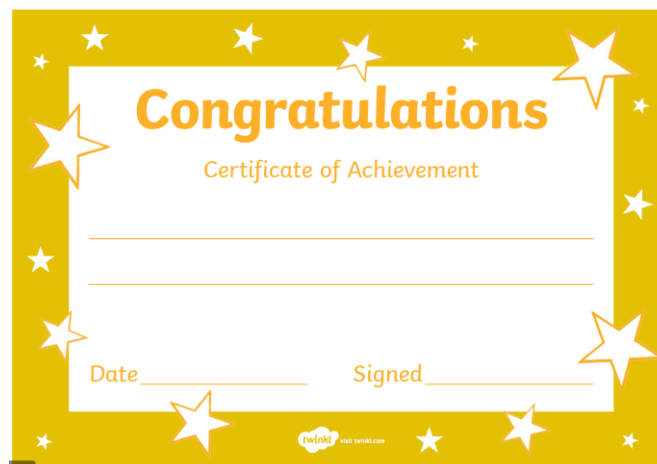 Congratulations
Certificate of Achievement
Date
Signed
twinkl visit twinkl.com